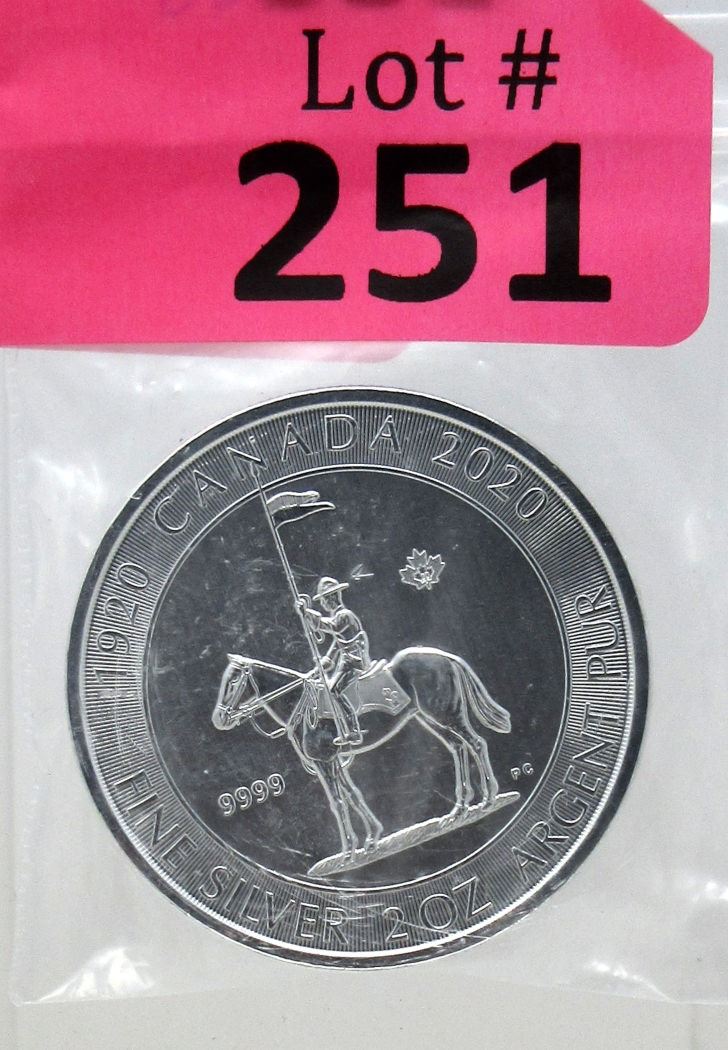 Lot #
251
1920 CANADA 2020
9999
PC
FINE SILVER 2 OZ ARGENT PUR